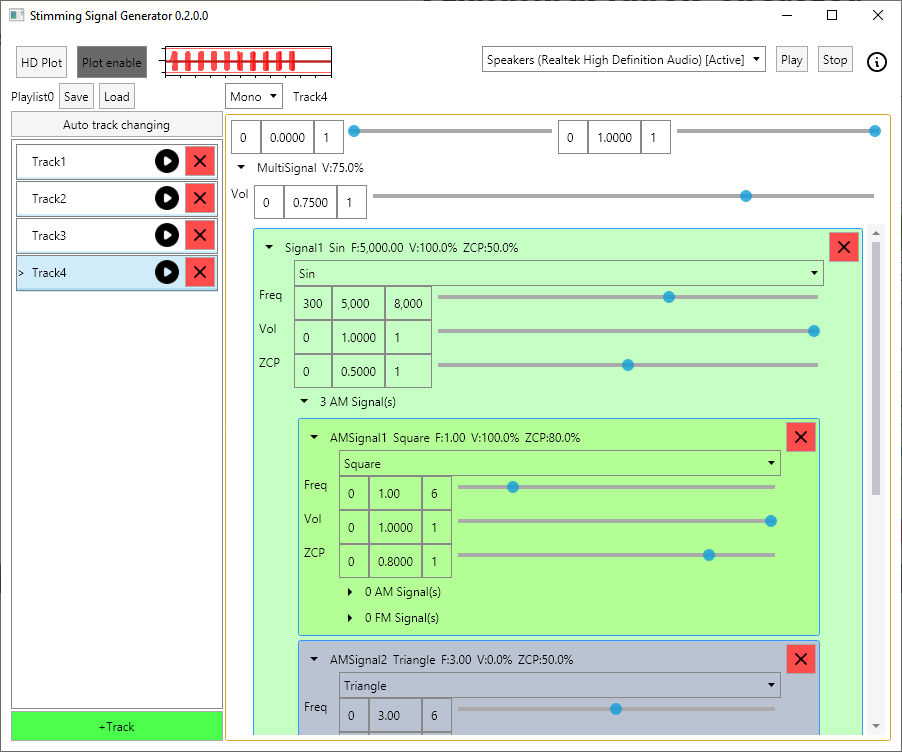 Stimming Signal Generator 0.2.0.0
HD Plot Plot enable Speakers (Realtek High Definition Audio) [Active] Play Stop
Playlist0 Save Load Mono Track4
Auto track changing
0 0.0000 1 0 1.0000 1
Track1
MultiSignal V:75.0%
Track2
Vol 0 0.7500 1
Track3
Signal1 Sin F:5,000.00 V:100.0% ZCP:50.0%
> Track4
Sin
Freq 300 5,000 8,000
Vol 0 1.0000 1
ZCP 0 0.5000 1
3 AM Signal(s)
AMSignal1 Square F:1.00 V:100.0% ZCP:80.0%
Square
Freq 0 1.00 6
Vol 0 1.0000 1
ZCP 0 0.8000 1
0 AM Signal(s)
0 FM Signal(s)
AMSignal2 Triangle F:3.00 V:0.0% ZCP:50.0%
Triangle
Freq 0 3.00 6
+Track